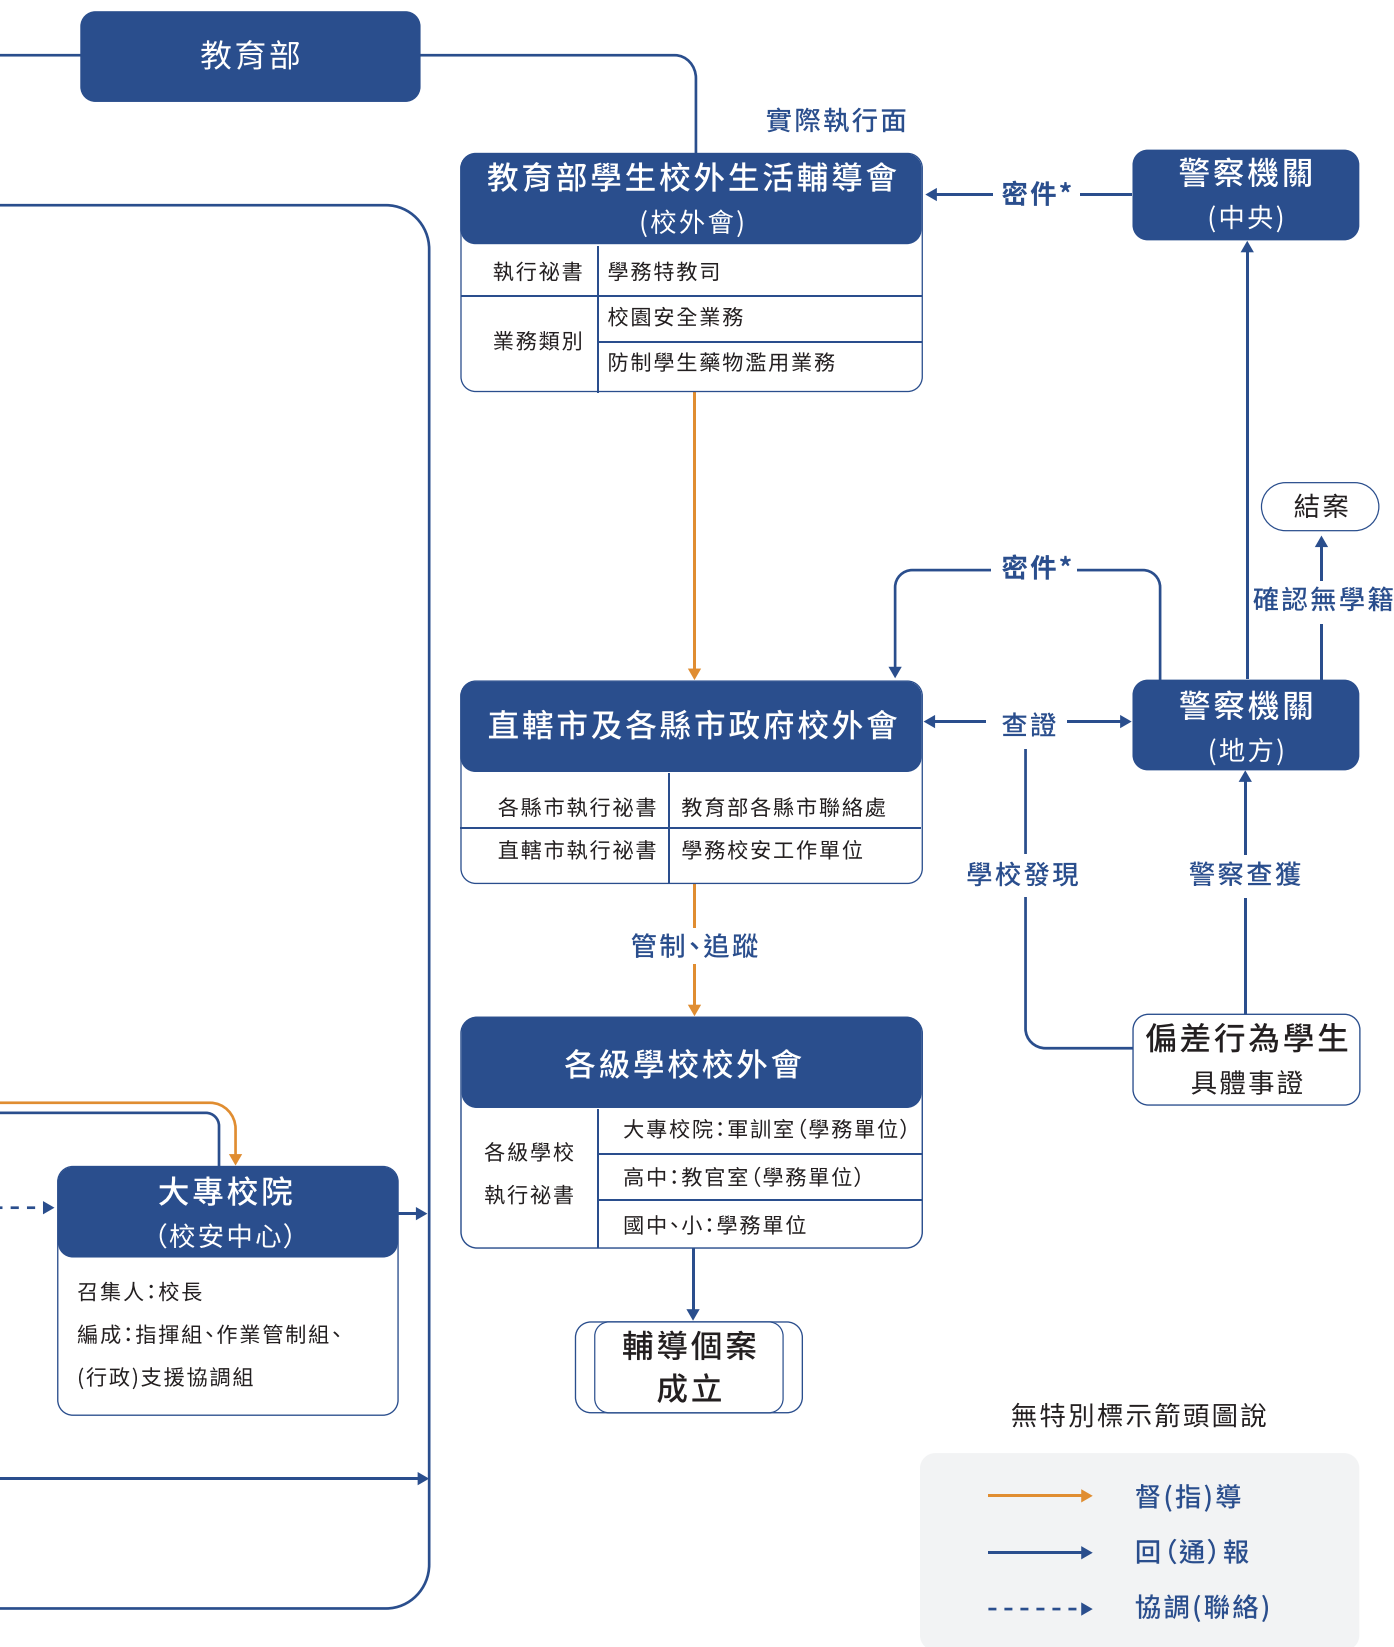 教育部
實際執行面
教育部學生校外生活輔導會
(校外會)
執行祕書
學務特教司
業務類別
校園安全業務
防制學生藥物濫用業務
密件*
警察機關
(中央)
結案
確認無學籍
密件*
直轄市及各縣市政府校外會
各縣市執行祕書
教育部各縣市聯絡處
直轄市執行祕書
學務校安工作單位
查證
警察機關
(地方)
學校發現
警察查獲
管制、追蹤
偏差行為學生
具體事證
各級學校校外會
各級學校
執行祕書
大專校院：軍訓室（學務單位）
高中：教官室（學務單位）
國中、小：學務單位
大專校院
（校安中心）
召集人：校長
編成：指揮組、作業管制組、
(行政)支援協調組
輔導個案
成立
無特別標示箭頭圖說
督(指)導
回（通）報
協調(聯絡)